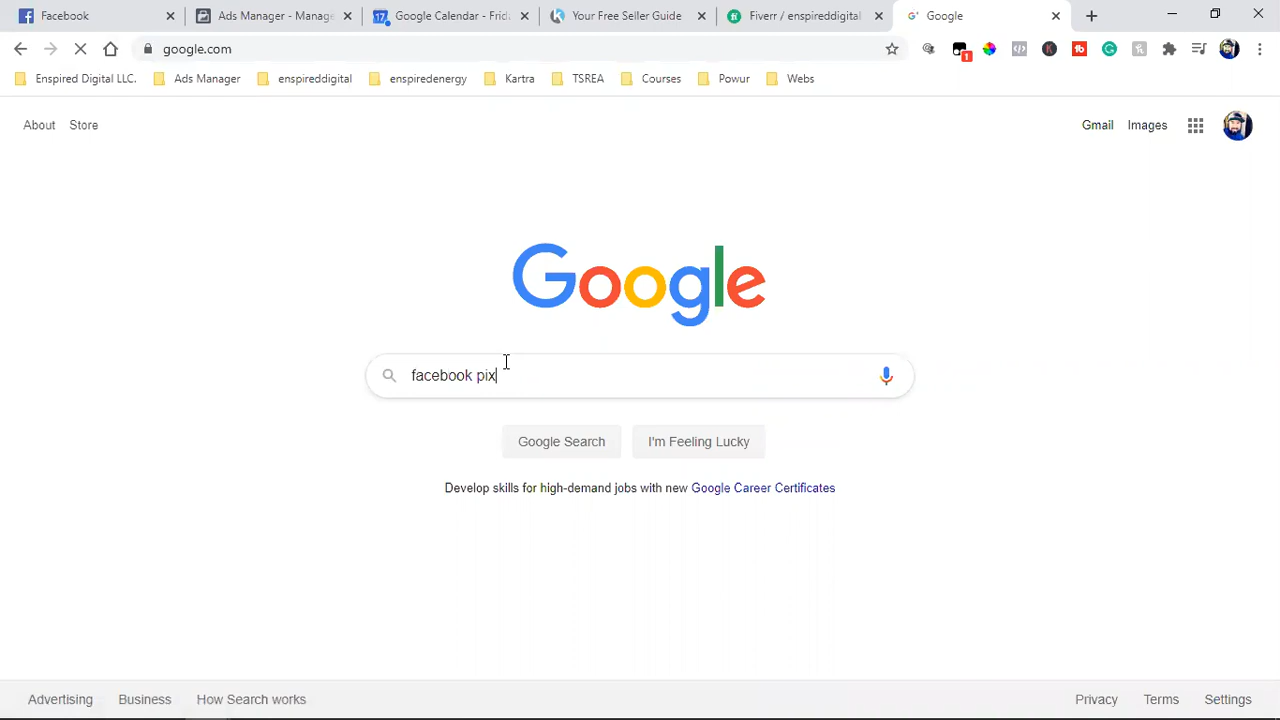 Facebook
Ads Manager - Manage
17
Google Calendar - Frid
Your Free Seller Guide
Fiverr / enspireddigital
Google
google.com
1
Enspired Digital LLC.
Ads Manager
enspireddigital
enspiredenergy
Kartra
TSREA
Courses
Powur
Webs
About
Store
Gmail
Images
Google
facebook pix
Google Search
I'm Feeling Lucky
Develop skills for high-demand jobs with new Google Career Certificates
Advertising
Business
How Search works
Privacy
Terms
Settings